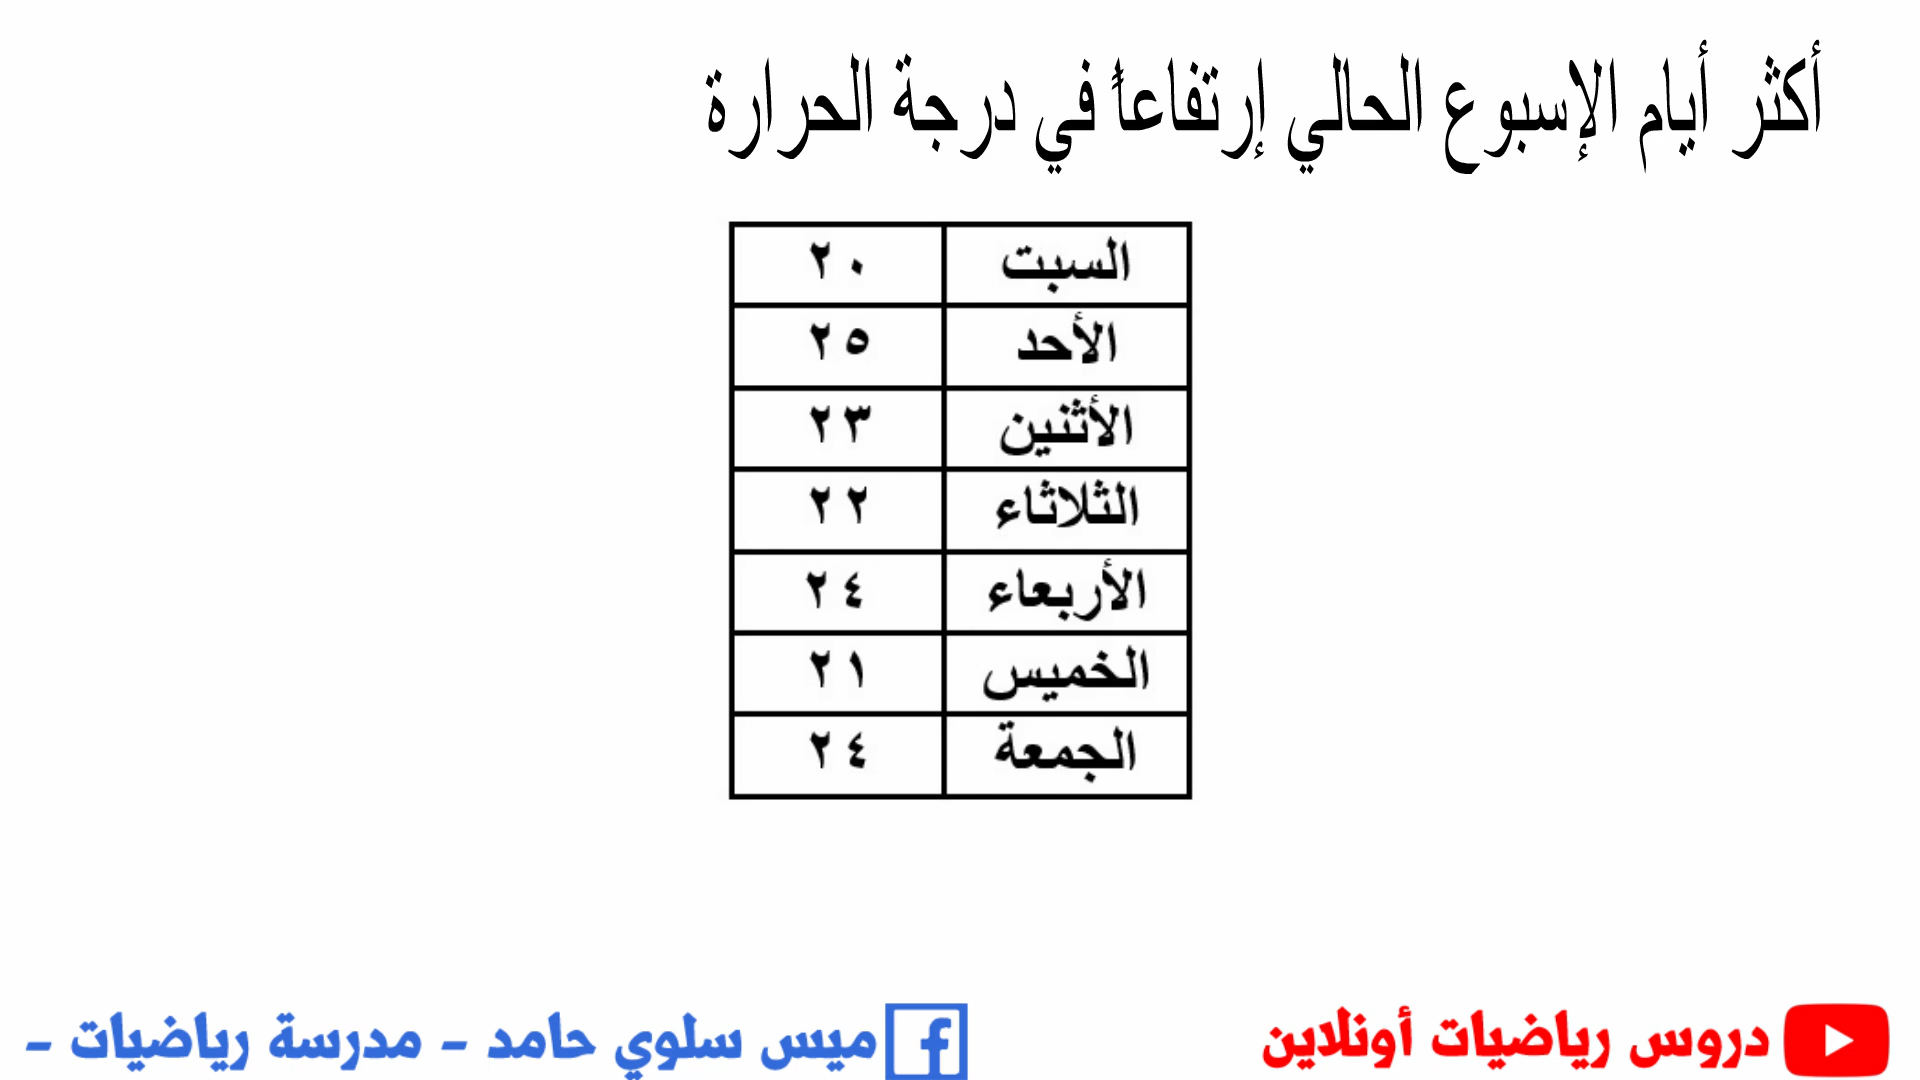 أكثر أيام الإسبوع الحالي إرتفاعاً في درجة الحرارة
السبت ٢٠
الأحد ٢٥
الأثنين ٢٣
الثلاثاء ٢٢
الأربعاء ٢٤
الخميس ٢١
الجمعة ٢٤
دروس رياضيات أونلاين
ميس سلوي حامد - مدرسة رياضيات -